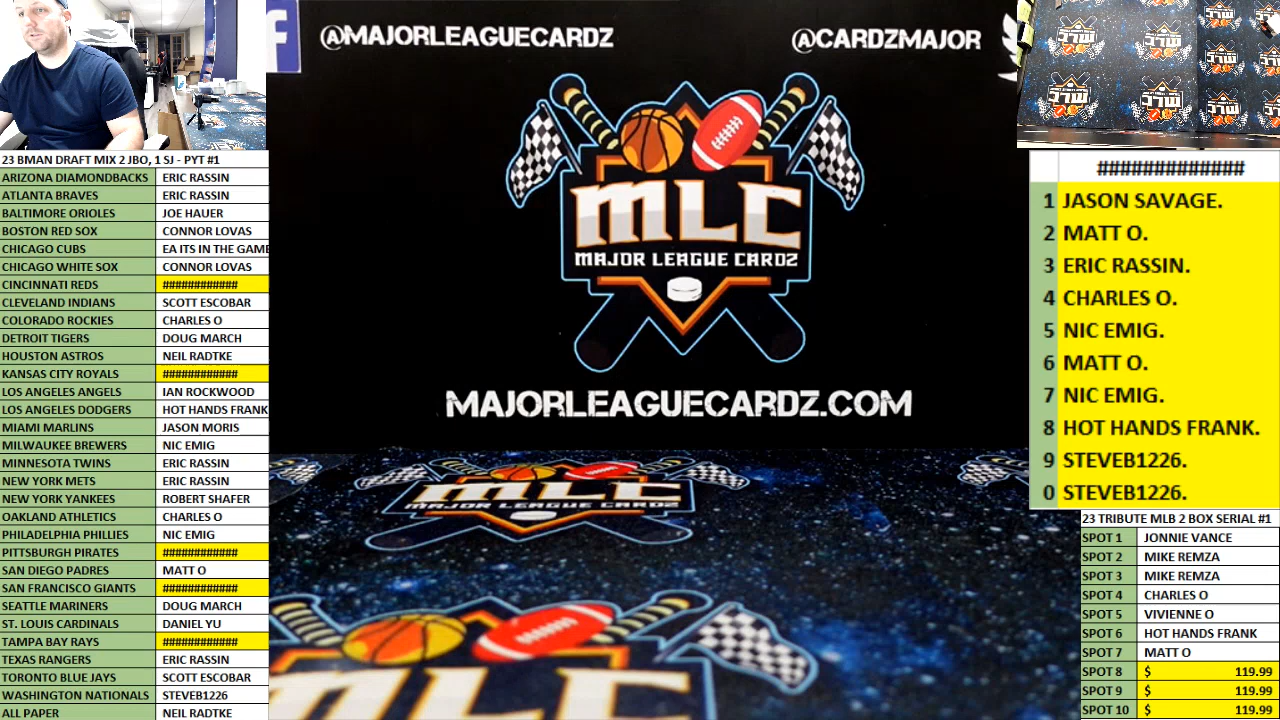 @MAJORLEAGUECARDZ
@CARDZMAJOR
MLC
MAJOR LEAGUE CARDZ
MAJORLEAGUECARDZ.COM
MLC
MAJOR LEAGUE CARDZ
MLC
23 BMAN DRAFT MIX 2 JBO, 1 SJ - PYT #1
ARIZONA DIAMONDBACKS ERIC RASSIN
ATLANTA BRAVES ERIC RASSIN
BALTIMORE ORIOLES JOE HAUER
BOSTON RED SOX CONNOR LOVAS
CHICAGO CUBS EA ITS IN THE GAME
CHICAGO WHITE SOX CONNOR LOVAS
CINCINNATI REDS ############
CLEVELAND INDIANS SCOTT ESCOBAR
COLORADO ROCKIES CHARLES O
DETROIT TIGERS DOUG MARCH
HOUSTON ASTROS NEIL RADTKE
KANSAS CITY ROYALS ############
LOS ANGELES ANGELS IAN ROCKWOOD
LOS ANGELES DODGERS HOT HANDS FRANK
MIAMI MARLINS JASON MORIS
MILWAUKEE BREWERS NIC EMIG
MINNESOTA TWINS ERIC RASSIN
NEW YORK METS ERIC RASSIN
NEW YORK YANKEES ROBERT SHAFER
OAKLAND ATHLETICS CHARLES O
PHILADELPHIA PHILLIES NIC EMIG
PITTSBURGH PIRATES ############
SAN DIEGO PADRES MATT O
SAN FRANCISCO GIANTS ############
SEATTLE MARINERS DOUG MARCH
ST. LOUIS CARDINALS DANIEL YU
TAMPA BAY RAYS ############
TEXAS RANGERS ERIC RASSIN
TORONTO BLUE JAYS SCOTT ESCOBAR
WASHINGTON NATIONALS STEVEB1226
ALL PAPER NEIL RADTKE
##############
1 JASON SAVAGE.
2 MATT O.
3 ERIC RASSIN.
4 CHARLES O.
5 NIC EMIG.
6 MATT O.
7 NIC EMIG.
8 HOT HANDS FRANK.
9 STEVEB1226.
0 STEVEB1226.
23 TRIBUTE MLB 2 BOX SERIAL #1
SPOT 1 JONNIE VANCE
SPOT 2 MIKE REMZA
SPOT 3 MIKE REMZA
SPOT 4 CHARLES O
SPOT 5 VIVIENNE O
SPOT 6 HOT HANDS FRANK
SPOT 7 MATT O
SPOT 8 $ 119.99
SPOT 9 $ 119.99
SPOT 10 $ 119.99